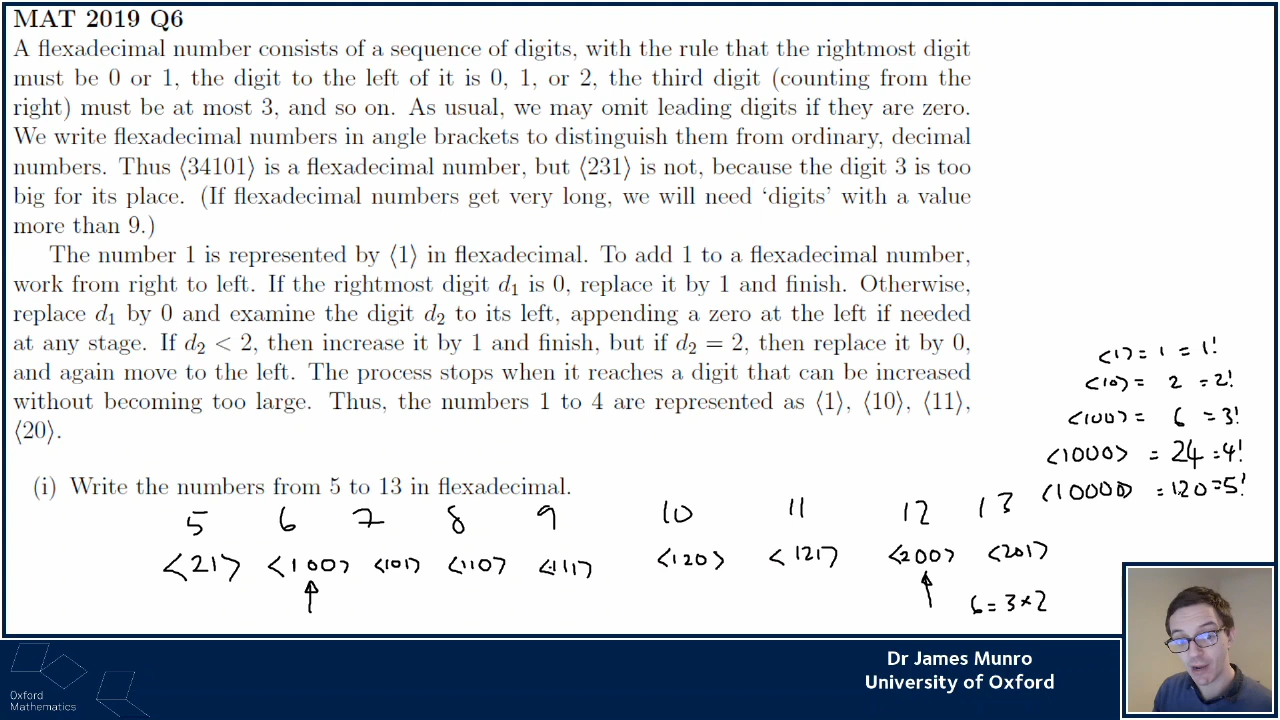 MAT 2019 Q6
A flexadecimal number consists of a sequence of digits, with the rule that the rightmost digit
must be 0 or 1, the digit to the left of it is 0, 1, or 2, the third digit (counting from the
right) must be at most 3, and so on. As usual, we may omit leading digits if they are zero.
We write flexadecimal numbers in angle brackets to distinguish them from ordinary, decimal
numbers. Thus ⟨34101⟩ is a flexadecimal number, but ⟨231⟩ is not, because the digit 3 is too
big for its place. (If flexadecimal numbers get very long, we will need ‘digits’ with a value
more than 9.)
The number 1 is represented by ⟨1⟩ in flexadecimal. To add 1 to a flexadecimal number,
work from right to left. If the rightmost digit d₁ is 0, replace it by 1 and finish. Otherwise,
replace d₁ by 0 and examine the digit d₂ to its left, appending a zero at the left if needed
at any stage. If d₂ < 2, then increase it by 1 and finish, but if d₂ = 2, then replace it by 0,
and again move to the left. The process stops when it reaches a digit that can be increased
without becoming too large. Thus, the numbers 1 to 4 are represented as ⟨1⟩, ⟨10⟩, ⟨11⟩,
⟨20⟩.
(i) Write the numbers from 5 to 13 in flexadecimal.
5 6 7 8 9 10 11 12 13
<21> <100> <101> <110> <111> <120> <121> <200> <201>
6 = 3×2
<1> = 1 = 1!
<10> = 2 = 2!
<100> = 6 = 3!
<1000> = 24 = 4!
<10000> = 120 = 5!
Oxford
Mathematics
Dr James Munro
University of Oxford